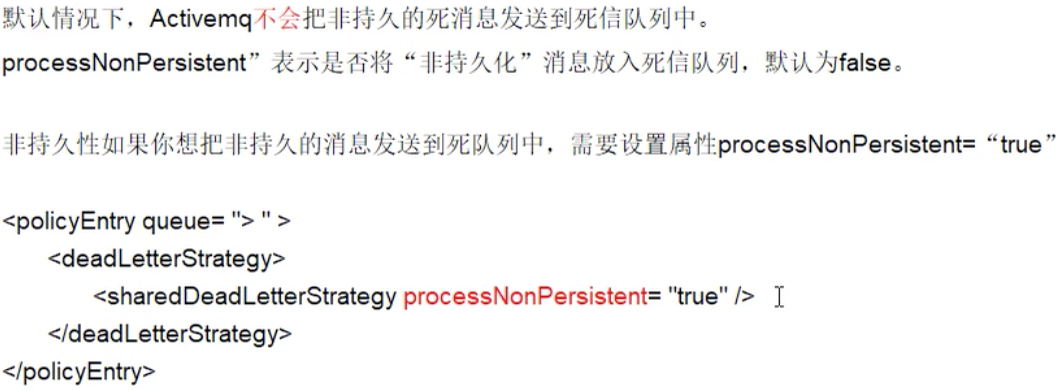 默认情况下，Activemq不会把非持久的死消息发送到死信队列中。
processNonPersistent”表示是否将“非持久化”消息放入死信队列，默认为false。
非持久性如果你想把非持久的消息发送到死队列中，需要设置属性processNonPersistent=“true”
<policyEntry queue= "> " >
<deadLetterStrategy>
<sharedDeadLetterStrategy processNonPersistent= "true" />
</deadLetterStrategy>
</policyEntry>